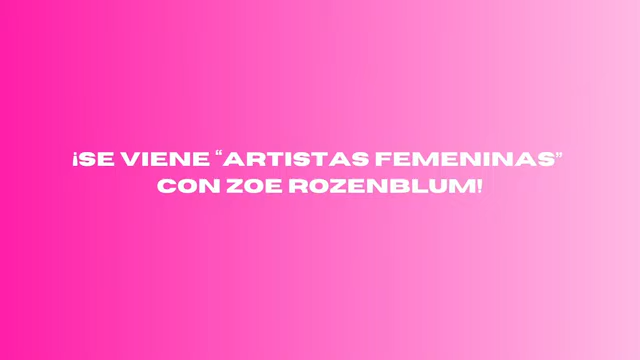 ¡SE VIENE “ARTISTAS FEMENINAS”
CON ZOE ROZENBLUM!